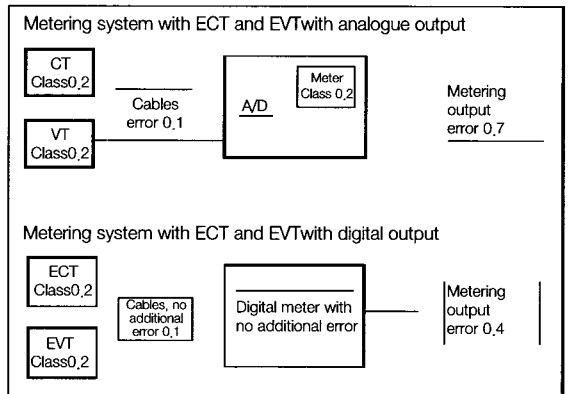 Metering system with ECT and EVTwith analogue output
CT
Class0.2
VT
Class0.2
Cables
error 0.1
A/D
Meter
Class 0.2
Metering
output
error 0.7
Metering system with ECT and EVTwith digital output
ECT
Class0.2
EVT
Class0.2
Cables, no
additional
error 0.1
Digital meter with
no additional error
Metering
output
error 0.4